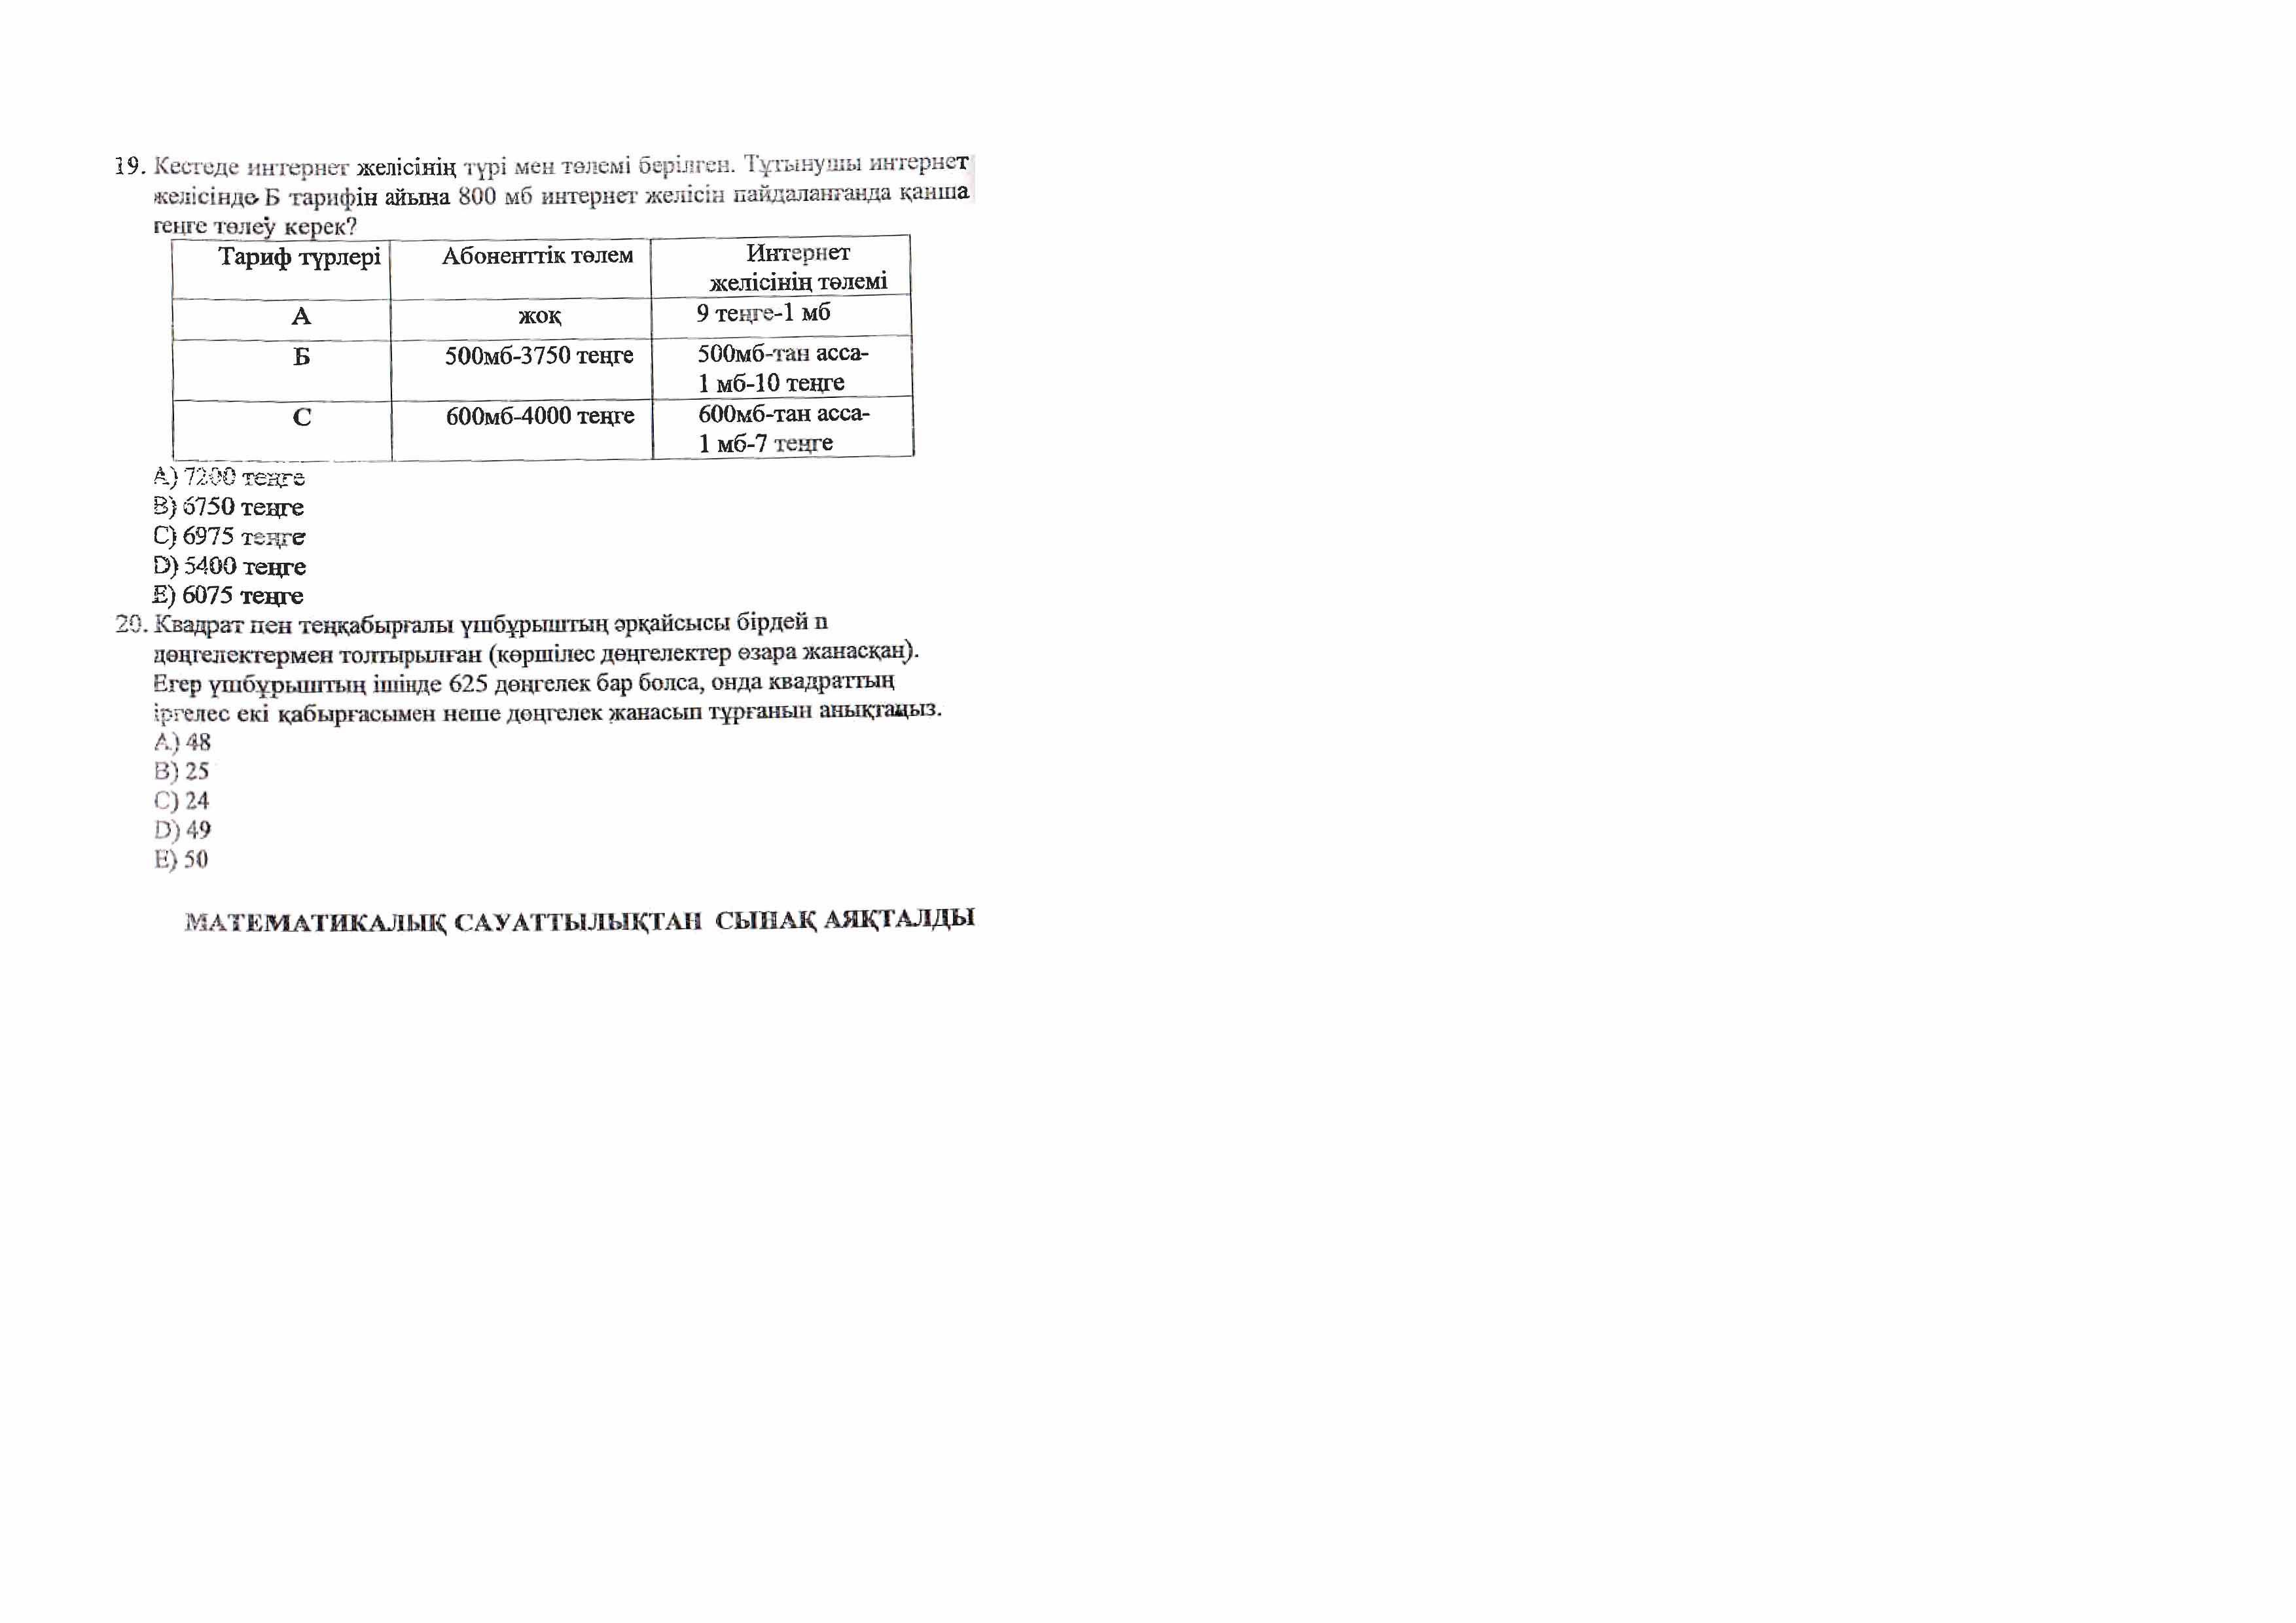 19. Кестеде интернет желісінің түрі мен төлемі берілген. Тұтынушы интернет
желісінде Б тарифін айына 800 мб интернет желісін пайдаланғанда қанша
теңге төлеу керек?
Тариф түрлері Абоненттік төлем Интернет
желісінің төлемі
А жоқ 9 теңге-1 мб
Б 500мб-3750 теңге 500мб-тан асса-
1 мб-10 теңге
С 600мб-4000 теңге 600мб-тан асса-
1 мб-7 теңге
A) 7200 теңге
B) 6750 теңге
C) 6975 теңге
D) 5400 теңге
E) 6075 теңге
20. Квадрат пен теңқабырғалы үшбұрыштың әрқайсысы бірдей n
дөңгелектермен толтырылған (көршілес дөңгелектер өзара жанасқан).
Егер үшбұрыштың ішінде 625 дөңгелек бар болса, онда квадраттың
іргелес екі қабырғасымен неше дөңгелек жанасып тұрғанын анықтаңыз.
A) 48
B) 25
C) 24
D) 49
E) 50
МАТЕМАТИКАЛЫҚ САУАТТЫЛЫҚТАН СЫНАҚ АЯҚТАЛДЫ